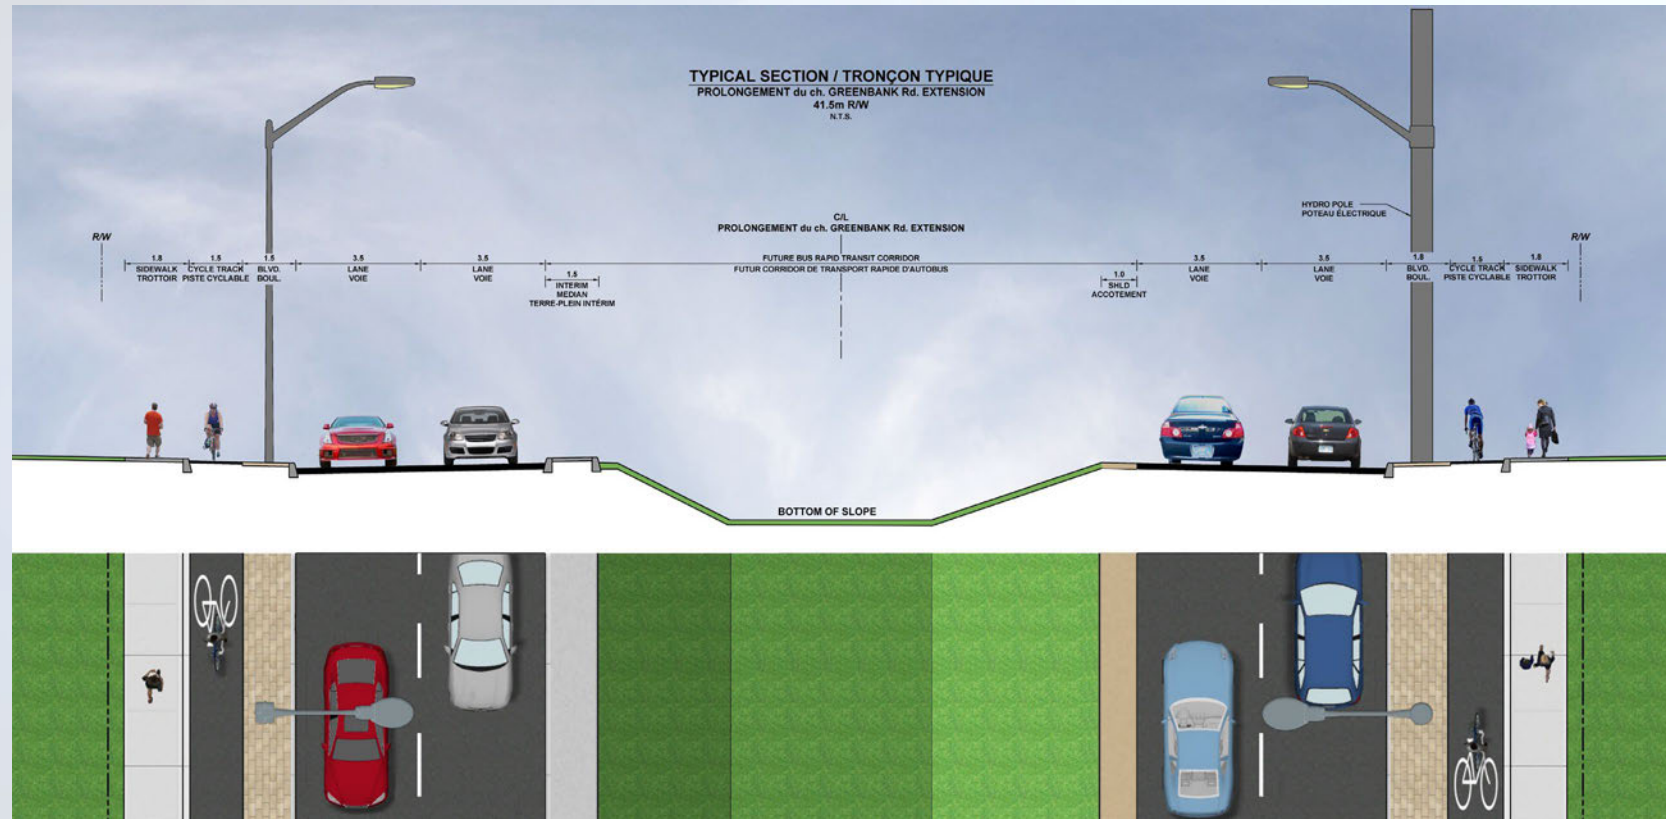 TYPICAL SECTION / TRONÇON TYPIQUE
PROLONGEMENT du ch. GREENBANK Rd. EXTENSION
41.5m R/W
N.T.S.
HYDRO POLE
POTEAU ÉLECTRIQUE
C/L
PROLONGEMENT du ch. GREENBANK Rd. EXTENSION
R/W
R/W
1.8
SIDEWALK
TROTTOIR
1.5
CYCLE TRACK
PISTE CYCLABLE
1.5
BLVD.
BOUL.
3.5
LANE
VOIE
3.5
LANE
VOIE
FUTURE BUS RAPID TRANSIT CORRIDOR
FUTUR CORRIDOR DE TRANSPORT RAPIDE D'AUTOBUS
1.5
INTERIM
MEDIAN
TERRE-PLEIN INTÉRIM
1.0
SHLD
ACCOTEMENT
3.5
LANE
VOIE
3.5
LANE
VOIE
1.8
BLVD.
BOUL.
1.5
CYCLE TRACK
PISTE CYCLABLE
1.8
SIDEWALK
TROTTOIR
BOTTOM OF SLOPE